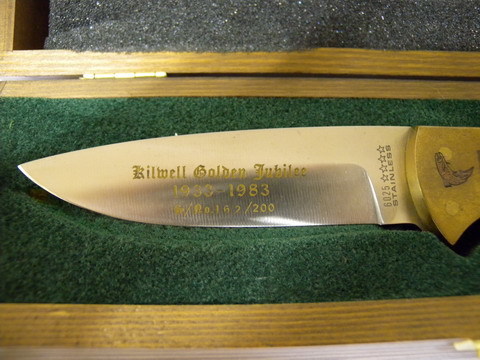 Kilwell Golden Jubilee
1933-1983
162/200
6025
STAINLESS